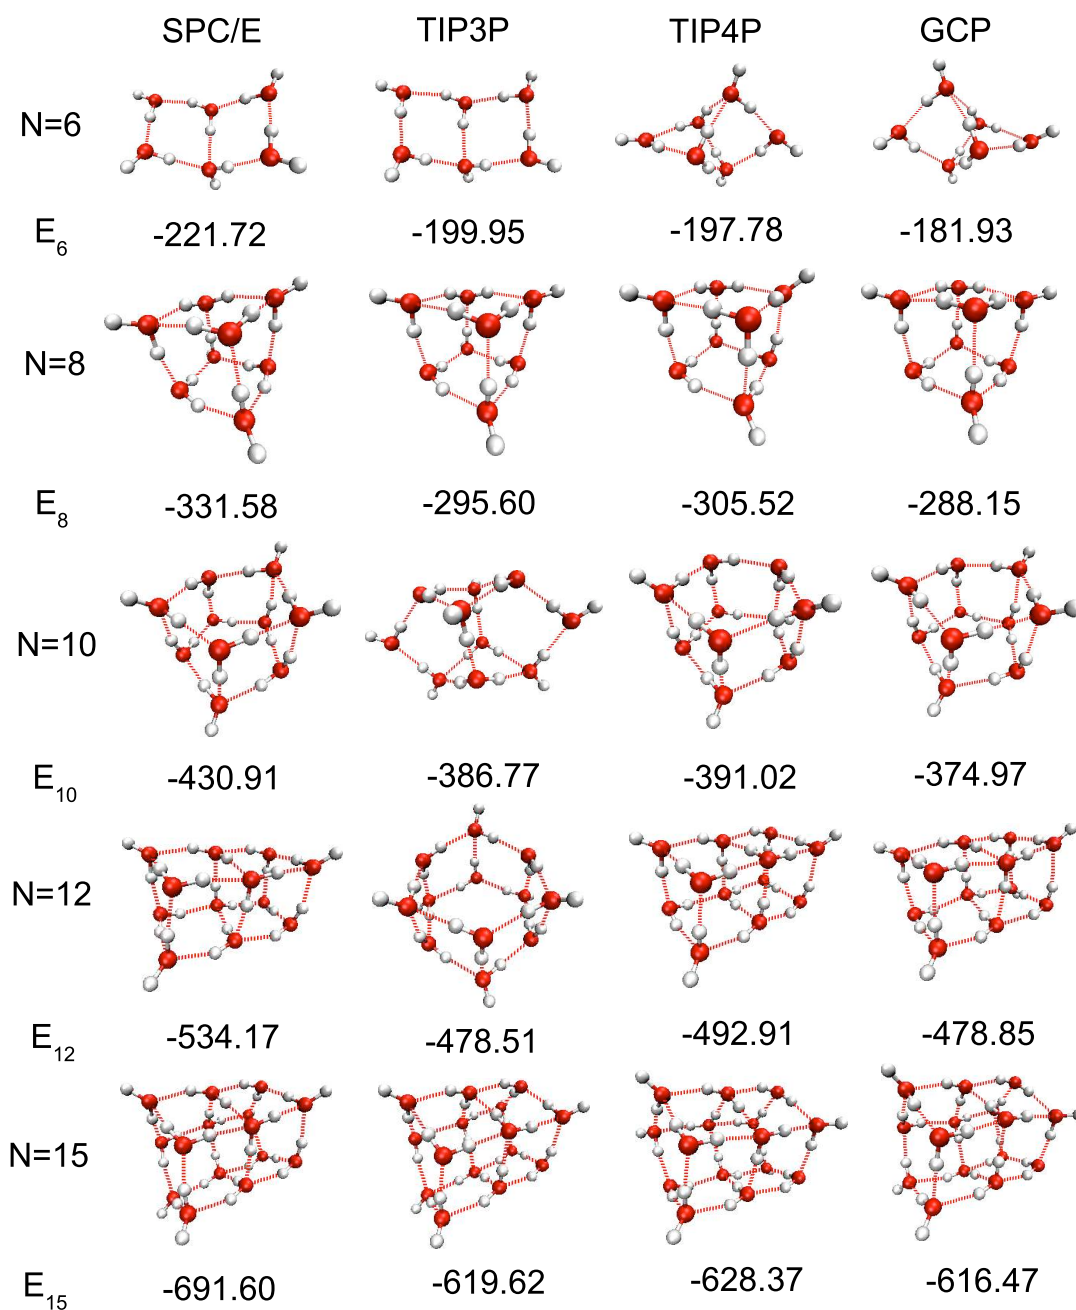 SPC/E TIP3P TIP4P GCP
N=6
E6 -221.72 -199.95 -197.78 -181.93
N=8
E8 -331.58 -295.60 -305.52 -288.15
N=10
E10 -430.91 -386.77 -391.02 -374.97
N=12
E12 -534.17 -478.51 -492.91 -478.85
N=15
E15 -691.60 -619.62 -628.37 -616.47